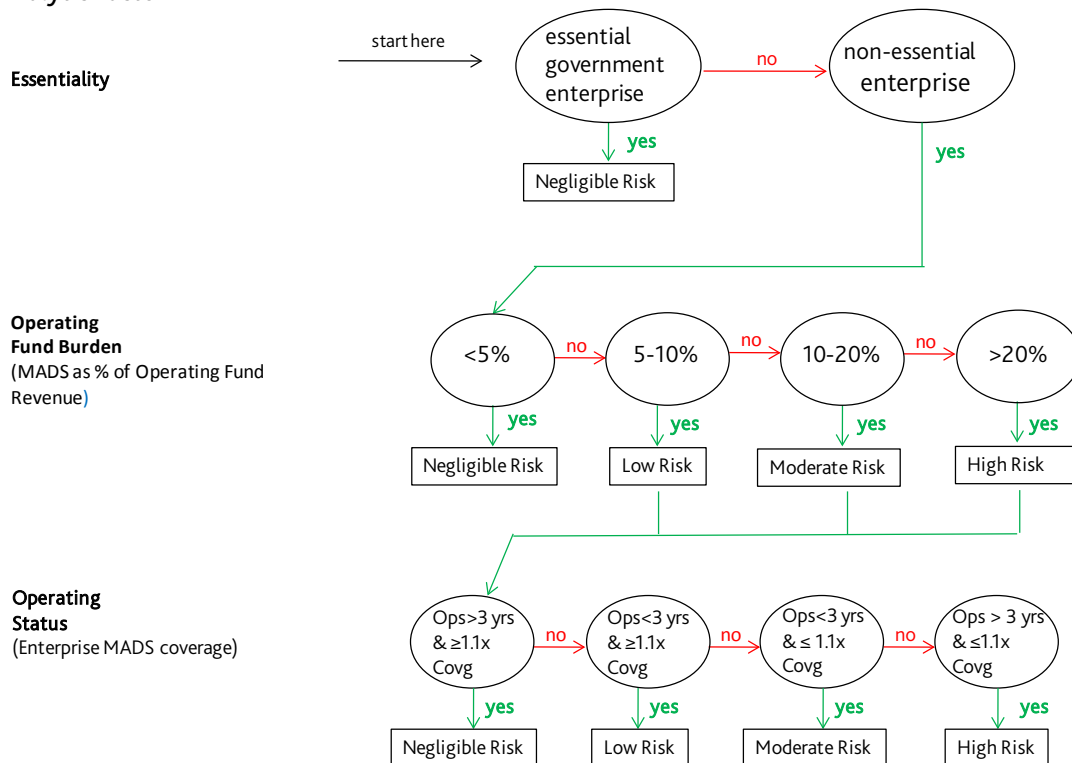 start here
essential
government
enterprise
no
non-essential
enterprise
Essentiality
yes
yes
Negligible Risk
Operating
Fund Burden
(MADS as % of Operating Fund
Revenue)
<5%
no
5-10%
no
10-20%
no
>20%
yes
yes
yes
yes
Negligible Risk
Low Risk
Moderate Risk
High Risk
Operating
Status
(Enterprise MADS coverage)
Ops>3 yrs
& ≥1.1x
Covg
no
Ops<3 yrs
& ≥1.1x
Covg
no
Ops<3 yrs
& ≤ 1.1x
Covg
no
Ops > 3 yrs
& ≤1.1x
Covg
yes
yes
yes
yes
Negligible Risk
Low Risk
Moderate Risk
High Risk